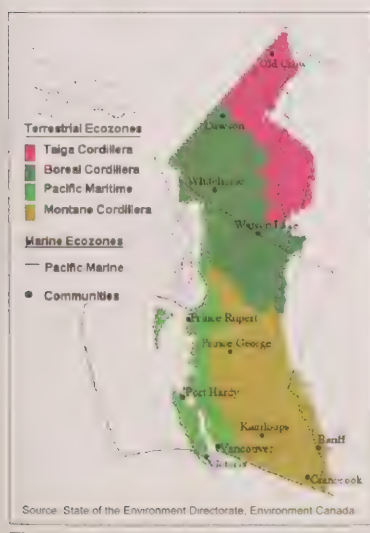 Terrestrial Ecozones
Taiga Cordillera
Boreal Cordillera
Pacific Maritime
Montane Cordillera
Marine Ecozones
Pacific Marine
Communities
Old Crow
Dawson
Whitehorse
Watson Lake
Prince Rupert
Prince George
Port Hardy
Kamloops
Banff
Vancouver
Victoria
Cranbrook
Source: State of the Environment Directorate, Environment Canada